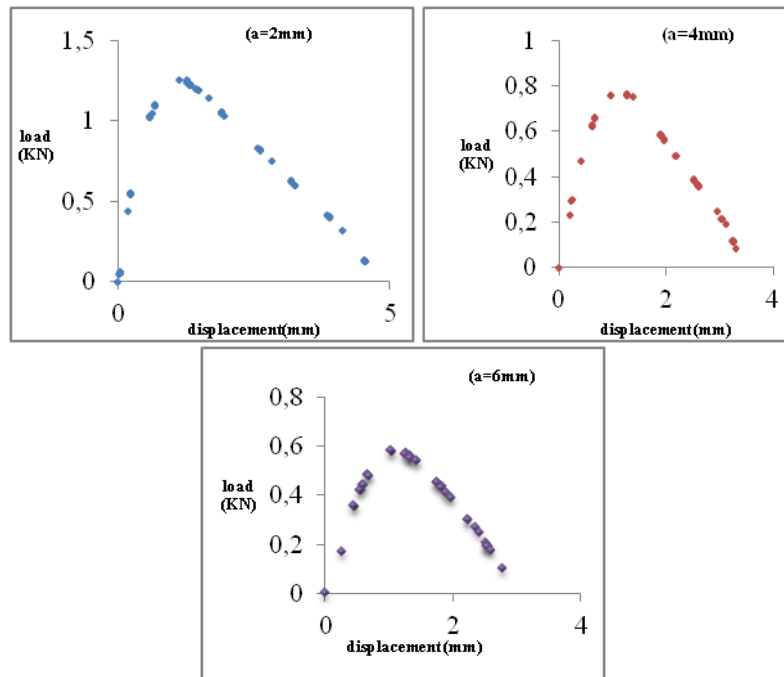 (a=2mm)
1,5
1
load
(KN)
0,5
0
0
5
displacement(mm)
(a=4mm)
1
0,8
0,6
load
(KN)
0,4
0,2
0
0
2
4
displacement(mm)
(a=6mm)
0,8
0,6
load
(KN)
0,4
0,2
0
0
2
4
displacement(mm)